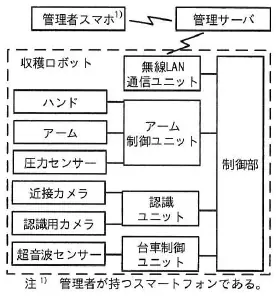 管理者スマホ1)
管理サーバ
収穫ロボット
無線LAN
通信ユニット
ハンド
アーム
圧力センサー
アーム
制御ユニット
制御部
近接カメラ
認識用カメラ
認識
ユニット
超音波センサー
台車制御
ユニット
注1) 管理者が持つスマートフォンである。